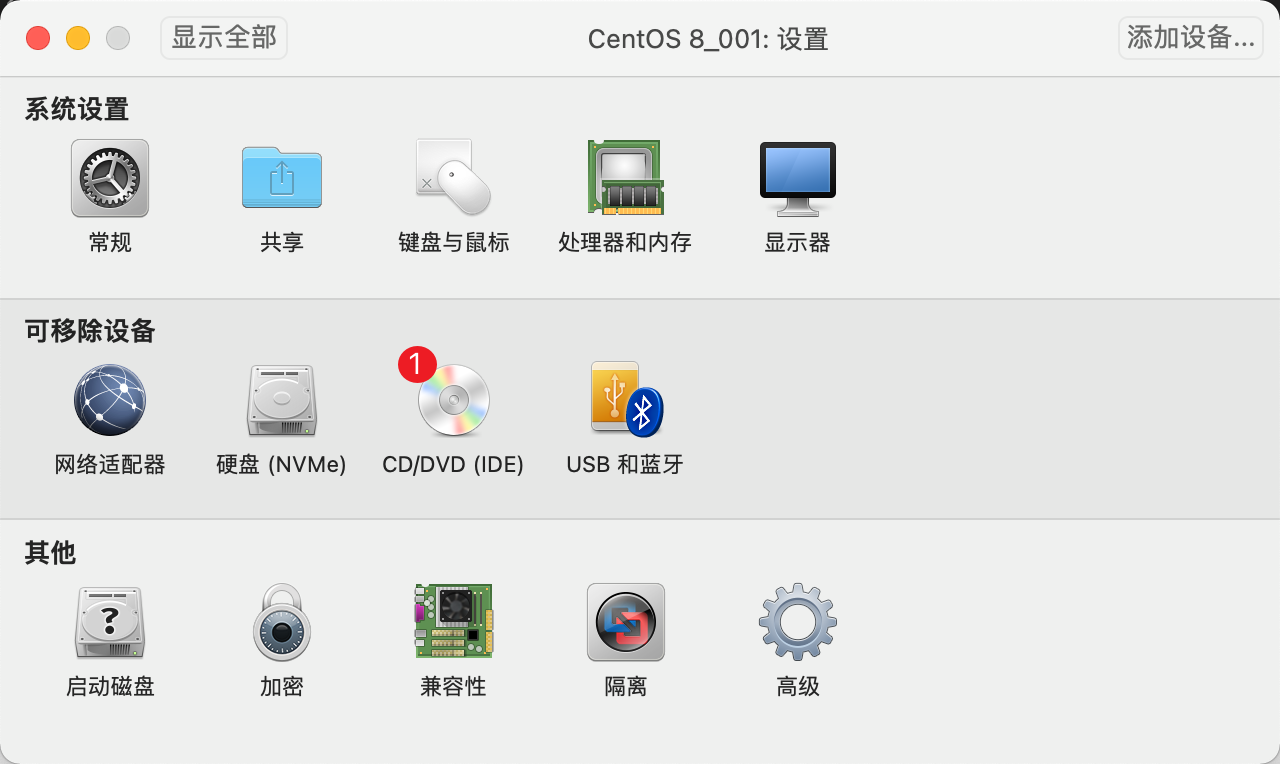 显示全部
CentOS 8_001: 设置
添加设备...
系统设置
常规
共享
键盘与鼠标
处理器和内存
显示器
可移除设备
1
网络适配器
硬盘 (NVMe)
CD/DVD (IDE)
USB 和蓝牙
其他
?
启动磁盘
加密
兼容性
隔离
高级